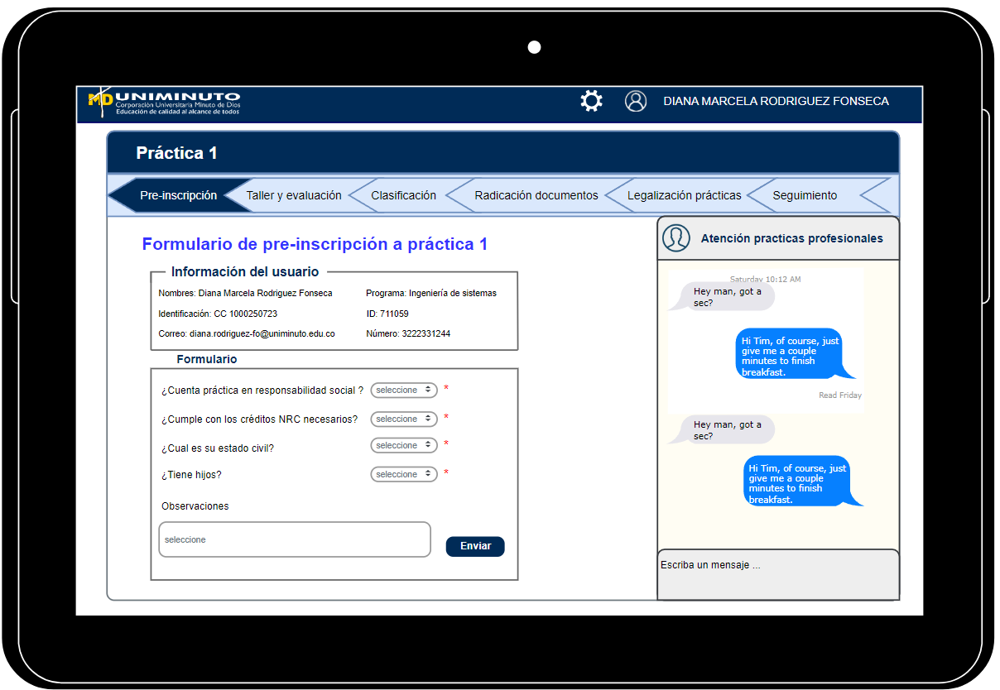 MD UNIMINUTO
Corporación Universitaria Minuto de Dios
Educación de calidad al alcance de todos
DIANA MARCELA RODRIGUEZ FONSECA
Práctica 1
Pre-inscripción
Taller y evaluación
Clasificación
Radicación documentos
Legalización prácticas
Seguimiento
Formulario de pre-inscripción a práctica 1
Información del usuario
Nombres: Diana Marcela Rodriguez Fonseca
Programa: Ingeniería de sistemas
Identificación: CC 1000250723
ID: 711059
Correo: diana.rodriguez-fo@uniminuto.edu.co
Número: 3222331244
Formulario
¿Cuenta práctica en responsabilidad social ? seleccione *
¿Cumple con los créditos NRC necesarios? seleccione *
¿Cual es su estado civil? seleccione *
¿Tiene hijos? seleccione *
Observaciones
seleccione
Enviar
Atención practicas profesionales
Saturday 10:12 AM
Hey man, got a
sec?
Hi Tim, of course, just
give me a couple
minutes to finish
breakfast.
Read Friday
Hey man, got a
sec?
Hi Tim, of course, just
give me a couple
minutes to finish
breakfast.
Escriba un mensaje ...